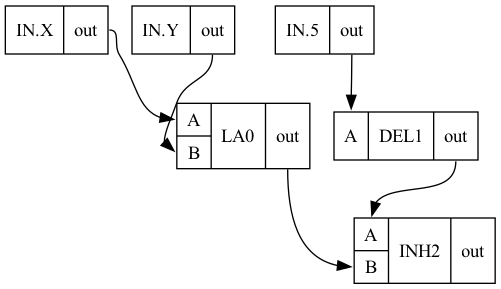 IN.X out IN.Y out IN.5 out
A B LA0 out
A DEL1 out
A B INH2 out